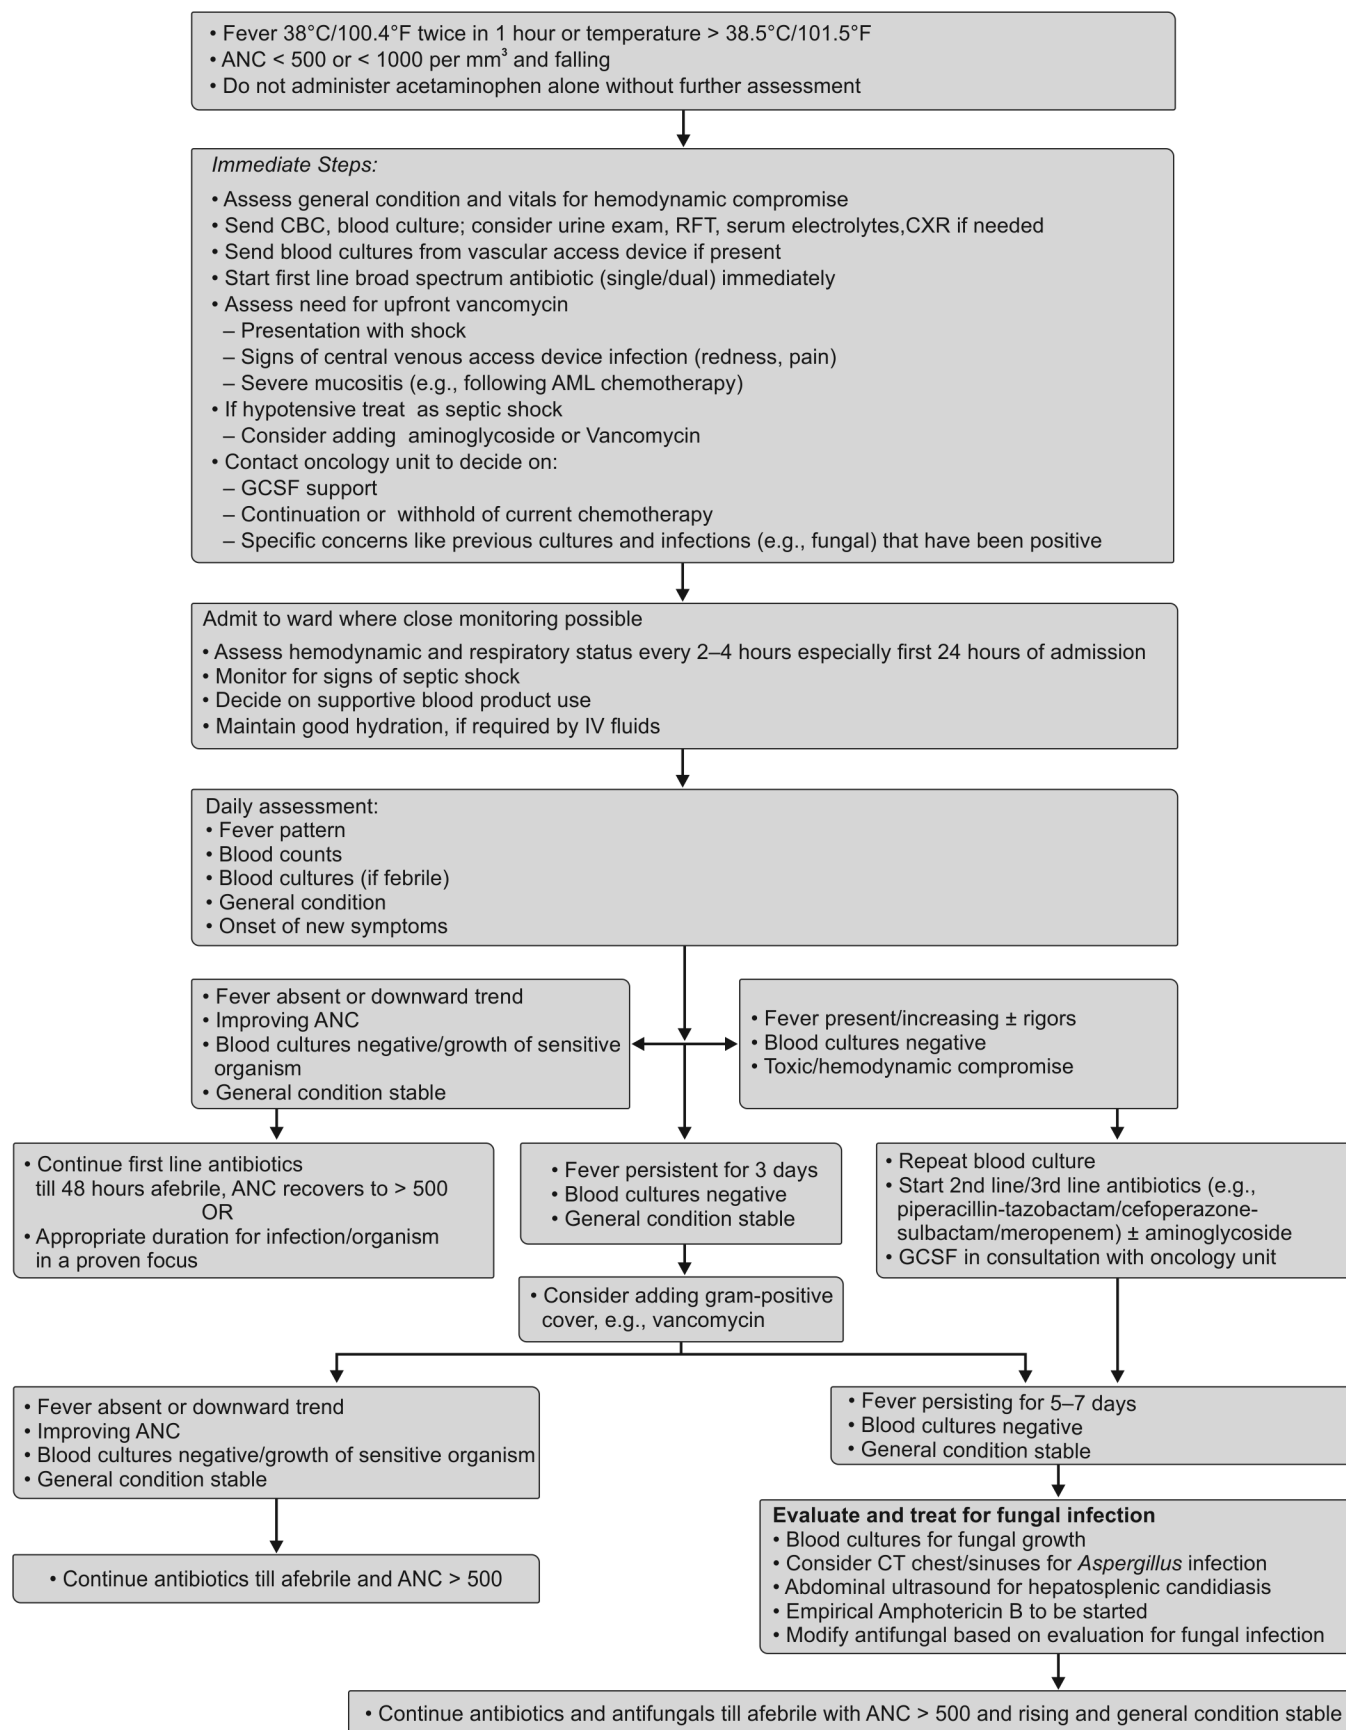 • Fever 38°C/100.4°F twice in 1 hour or temperature > 38.5°C/101.5°F
• ANC < 500 or < 1000 per mm³ and falling
• Do not administer acetaminophen alone without further assessment
Immediate Steps:
• Assess general condition and vitals for hemodynamic compromise
• Send CBC, blood culture; consider urine exam, RFT, serum electrolytes,CXR if needed
• Send blood cultures from vascular access device if present
• Start first line broad spectrum antibiotic (single/dual) immediately
• Assess need for upfront vancomycin
– Presentation with shock
– Signs of central venous access device infection (redness, pain)
– Severe mucositis (e.g., following AML chemotherapy)
• If hypotensive treat as septic shock
– Consider adding aminoglycoside or Vancomycin
• Contact oncology unit to decide on:
– GCSF support
– Continuation or withhold of current chemotherapy
– Specific concerns like previous cultures and infections (e.g., fungal) that have been positive
Admit to ward where close monitoring possible
• Assess hemodynamic and respiratory status every 2–4 hours especially first 24 hours of admission
• Monitor for signs of septic shock
• Decide on supportive blood product use
• Maintain good hydration, if required by IV fluids
Daily assessment:
• Fever pattern
• Blood counts
• Blood cultures (if febrile)
• General condition
• Onset of new symptoms
• Fever absent or downward trend
• Improving ANC
• Blood cultures negative/growth of sensitive
organism
• General condition stable
• Fever present/increasing ± rigors
• Blood cultures negative
• Toxic/hemodynamic compromise
• Continue first line antibiotics
till 48 hours afebrile, ANC recovers to > 500
OR
• Appropriate duration for infection/organism
in a proven focus
• Fever persistent for 3 days
• Blood cultures negative
• General condition stable
• Repeat blood culture
• Start 2nd line/3rd line antibiotics (e.g.,
piperacillin-tazobactam/cefoperazone-
sulbactam/meropenem) ± aminoglycoside
• GCSF in consultation with oncology unit
• Consider adding gram-positive
cover, e.g., vancomycin
• Fever absent or downward trend
• Improving ANC
• Blood cultures negative/growth of sensitive organism
• General condition stable
• Fever persisting for 5–7 days
• Blood cultures negative
• General condition stable
• Continue antibiotics till afebrile and ANC > 500
Evaluate and treat for fungal infection
• Blood cultures for fungal growth
• Consider CT chest/sinuses for Aspergillus infection
• Abdominal ultrasound for hepatosplenic candidiasis
• Empirical Amphotericin B to be started
• Modify antifungal based on evaluation for fungal infection
• Continue antibiotics and antifungals till afebrile with ANC > 500 and rising and general condition stable